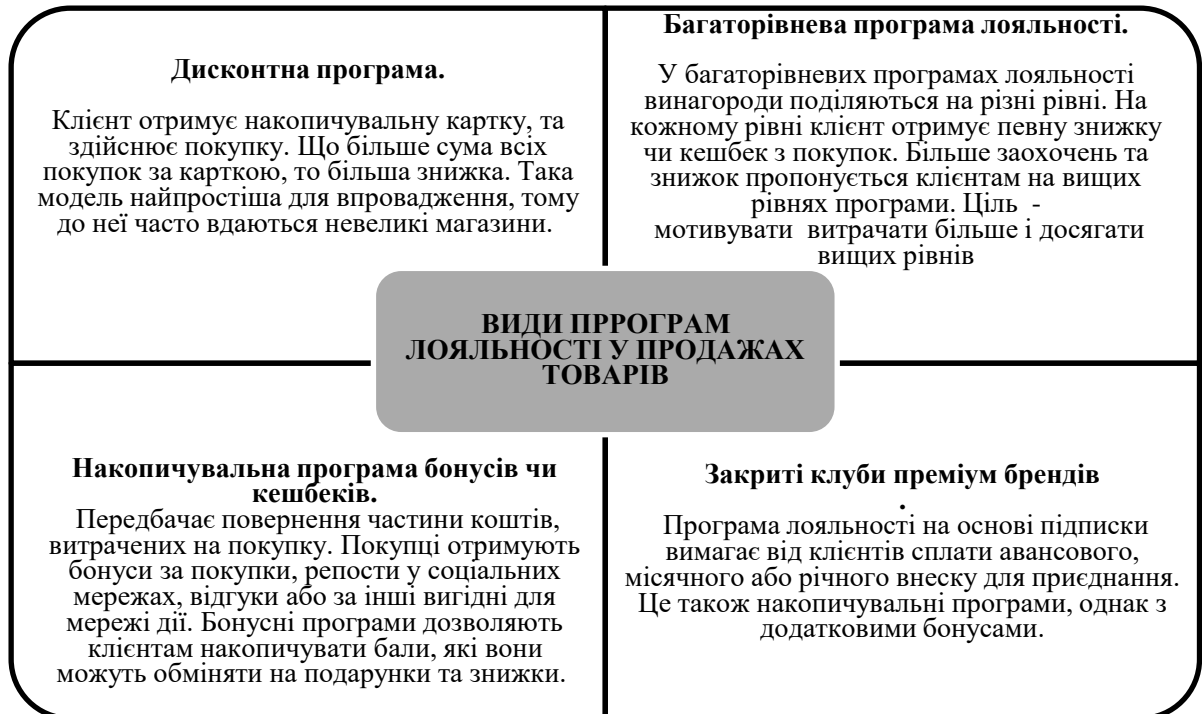 Дисконтна програма.
Клієнт отримує накопичувальну картку, та
здійснює покупку. Що більше сума всіх
покупок за карткою, то більша знижка. Така
модель найпростіша для впровадження, тому
до неї часто вдаються невеликі магазини.
Багаторівнева програма лояльності.
У багаторівневих програмах лояльності
винагороди поділяються на різні рівні. На
кожному рівні клієнт отримує певну знижку
чи кешбек з покупок. Більше заохочень та
знижок пропонується клієнтам на вищих
рівнях програми. Ціль -
мотивувати витрачати більше і досягати
вищих рівнів
ВИДИ ПРРОГРАМ
ЛОЯЛЬНОСТІ У ПРОДАЖАХ
ТОВАРІВ
Накопичувальна програма бонусів чи
кешбеків.
Передбачає повернення частини коштів,
витрачених на покупку. Покупці отримують
бонуси за покупки, репости у соціальних
мережах, відгуки або за інші вигідні для
мережі дії. Бонусні програми дозволяють
клієнтам накопичувати бали, які вони
можуть обміняти на подарунки та знижки.
Закриті клуби преміум брендів
.
Програма лояльності на основі підписки
вимагає від клієнтів сплати авансового,
місячного або річного внеску для приєднання.
Це також накопичувальні програми, однак з
додатковими бонусами.